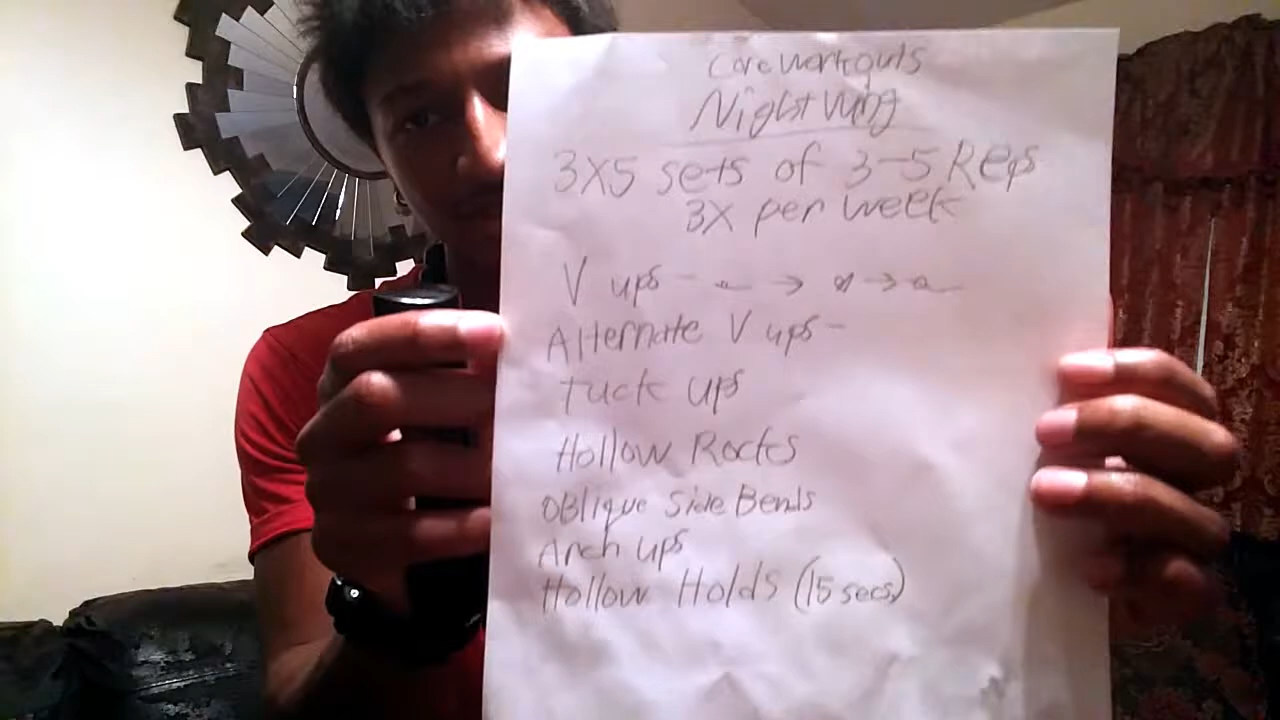 Core workouts
Nightwing
3x5 sets of 3-5 Reps
3x per week
V ups - → →
Alternate V ups -
Tuck ups
Hollow Rocks
Oblique Side Bends
Arch ups
Hollow Holds (15 secs)